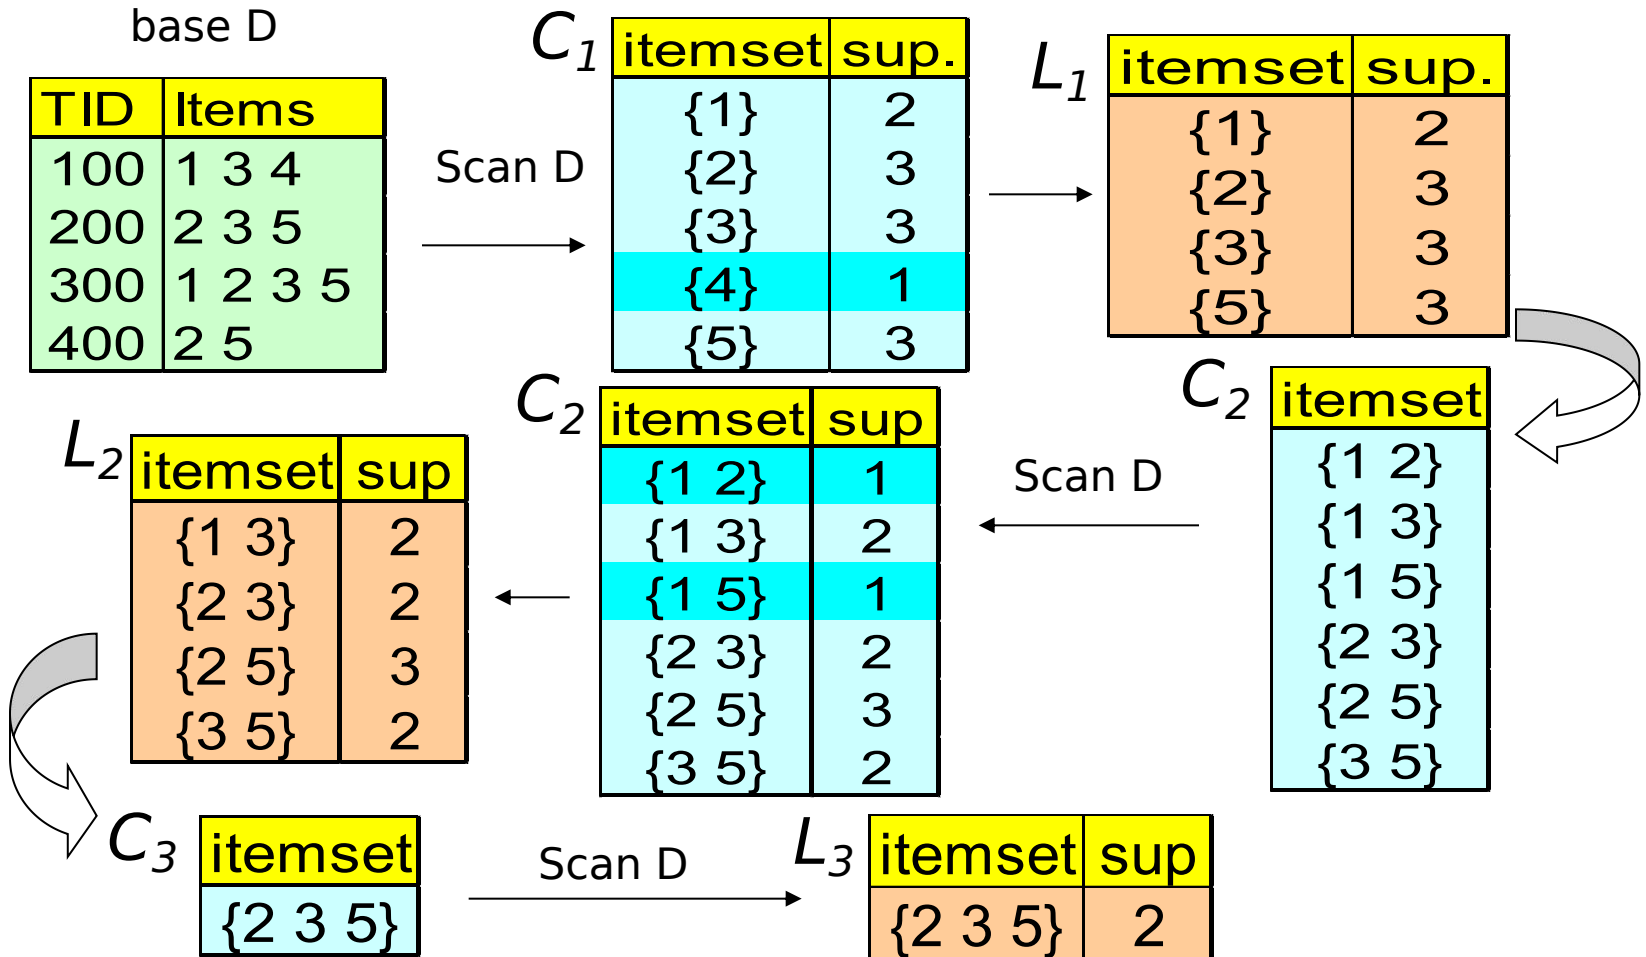 base D
TID Items
100 1 3 4
200 2 3 5
300 1 2 3 5
400 2 5
Scan D
C1
itemset sup.
{1} 2
{2} 3
{3} 3
{4} 1
{5} 3
L1
itemset sup.
{1} 2
{2} 3
{3} 3
{5} 3
C2
itemset
{1 2}
{1 3}
{1 5}
{2 3}
{2 5}
{3 5}
Scan D
C2
itemset sup
{1 2} 1
{1 3} 2
{1 5} 1
{2 3} 2
{2 5} 3
{3 5} 2
L2
itemset sup
{1 3} 2
{2 3} 2
{2 5} 3
{3 5} 2
C3
itemset
{2 3 5}
Scan D
L3
itemset sup
{2 3 5} 2